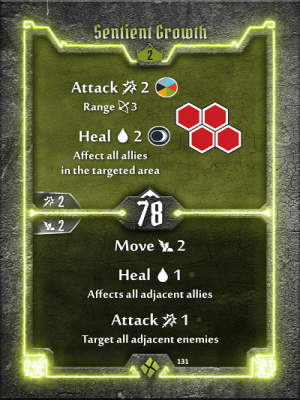 Sentient Growth
2
Attack 2
Range 3
Heal 2
Affect all allies
in the targeted area
2
2
78
Move 2
Heal 1
Affects all adjacent allies
Attack 1
Target all adjacent enemies
131